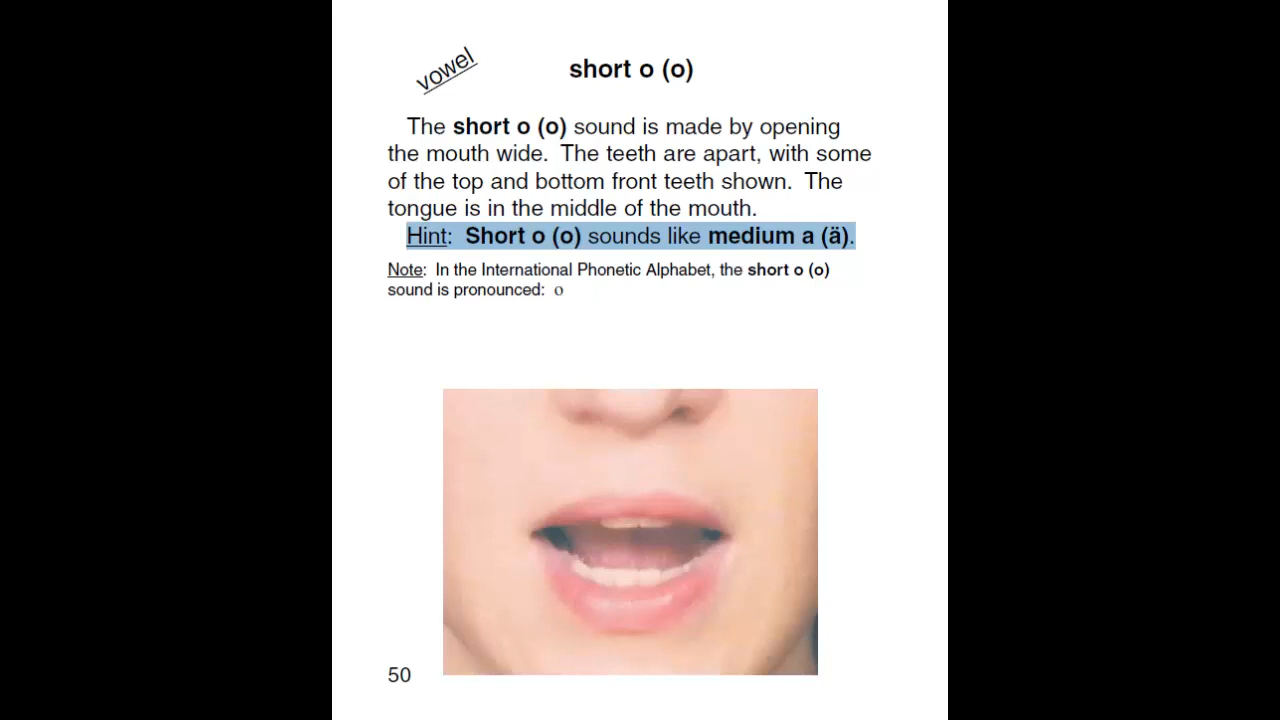 vowel
short o (o)
The short o (o) sound is made by opening
the mouth wide.  The teeth are apart, with some
of the top and bottom front teeth shown.  The
tongue is in the middle of the mouth.
Hint:  Short o (o) sounds like medium a (ä).
Note:  In the International Phonetic Alphabet, the short o (o)
sound is pronounced:  o
50